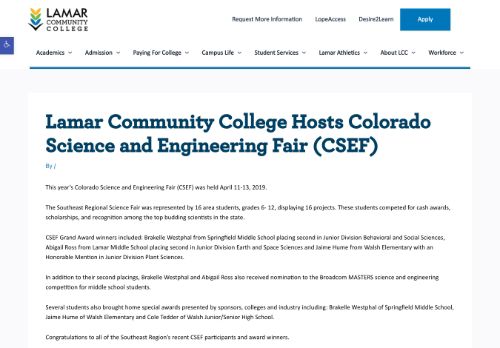 LAMAR
COMMUNITY
COLLEGE
Request More Information LopeAccess Desire2Learn Apply
Academics Admission Paying For College Campus Life Student Services Lamar Athletics About LCC Workforce
Lamar Community College Hosts Colorado
Science and Engineering Fair (CSEF)
By /
This year's Colorado Science and Engineering Fair (CSEF) was held April 11-13, 2019.
The Southeast Regional Science Fair was represented by 16 area students, grades 6- 12, displaying 16 projects. These students competed for cash awards,
scholarships, and recognition among the top budding scientists in the state.
CSEF Grand Award winners included: Brakelle Westphal from Springfield Middle School placing second in Junior Division Behavioral and Social Sciences,
Abigail Ross from Lamar Middle School placing second in Junior Division Earth and Space Sciences and Jaime Hume from Walsh Elementary with an
Honorable Mention in Junior Division Plant Sciences.
In addition to their second placings, Brakelle Westphal and Abigail Ross also received nomination to the Broadcom MASTERS science and engineering
competition for middle school students.
Several students also brought home special awards presented by sponsors, colleges and industry including: Brakelle Westphal of Springfield Middle School,
Jaime Hume of Walsh Elementary and Cole Tedder of Walsh Junior/Senior High School.
Congratulations to all of the Southeast Region's recent CSEF participants and award winners.